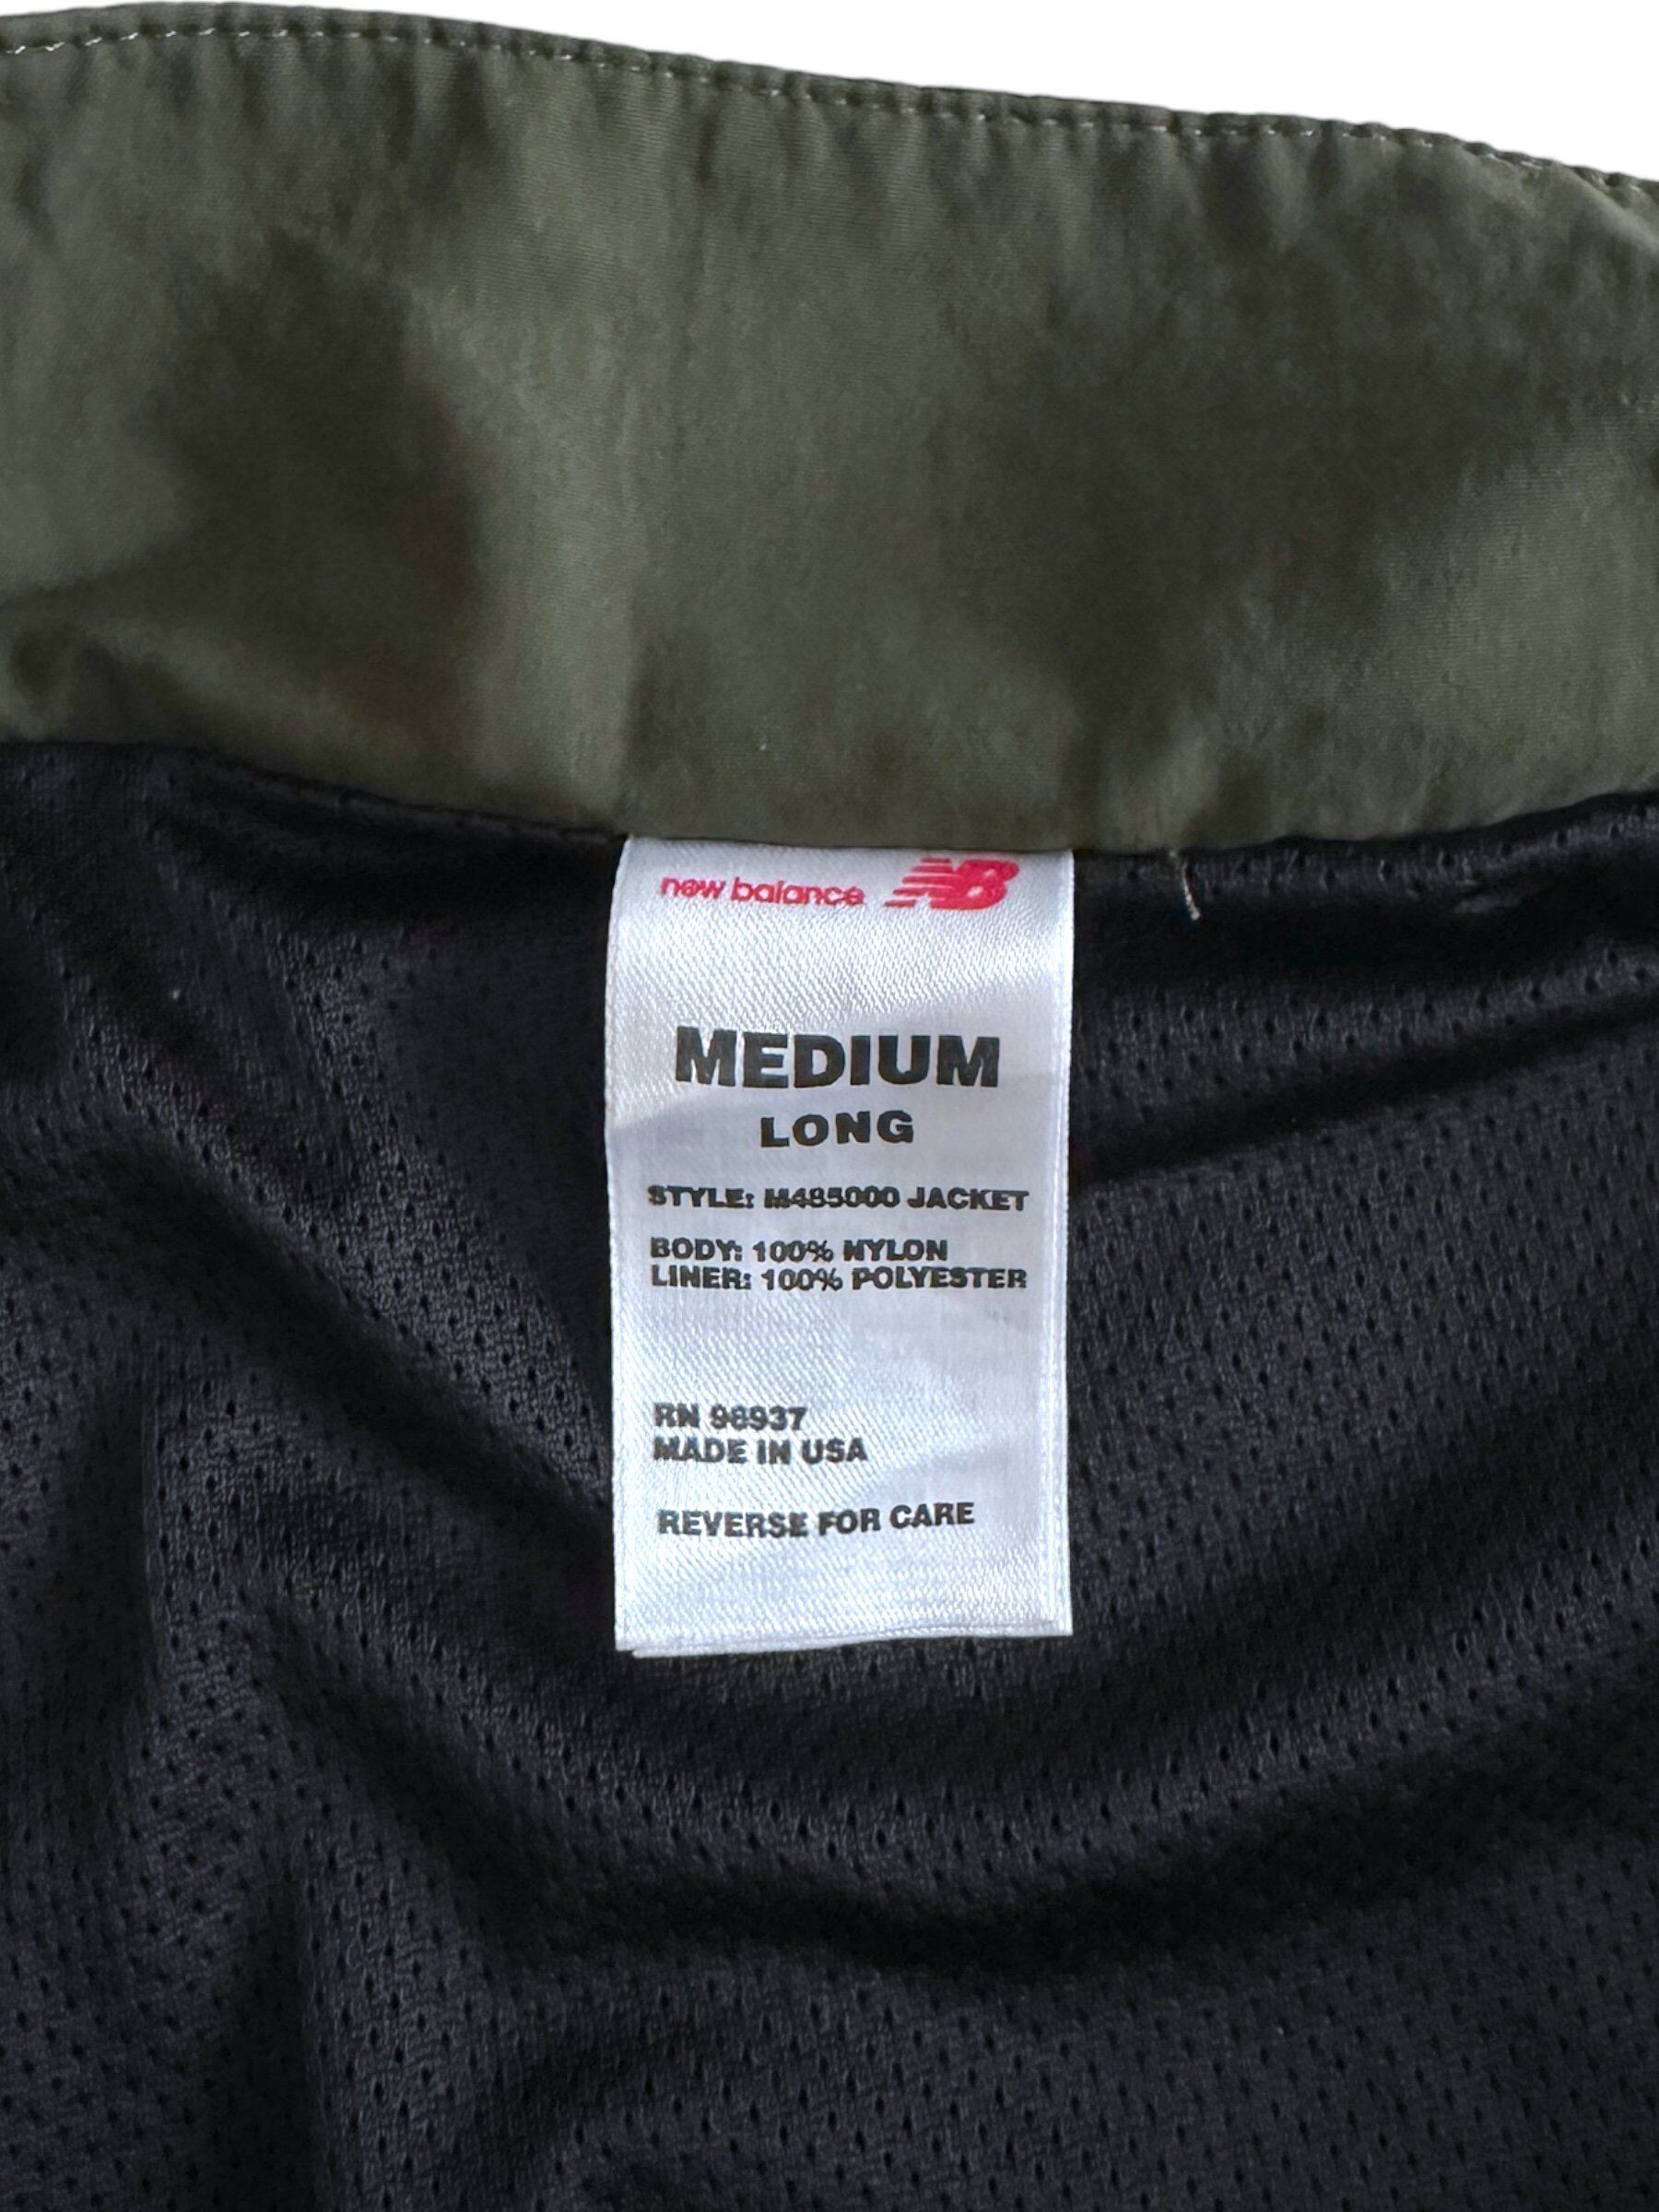 new balance NB
MEDIUM
LONG
STYLE: M485000 JACKET
BODY: 100% NYLON
LINER: 100% POLYESTER
RN 98937
MADE IN USA
REVERSE FOR CARE